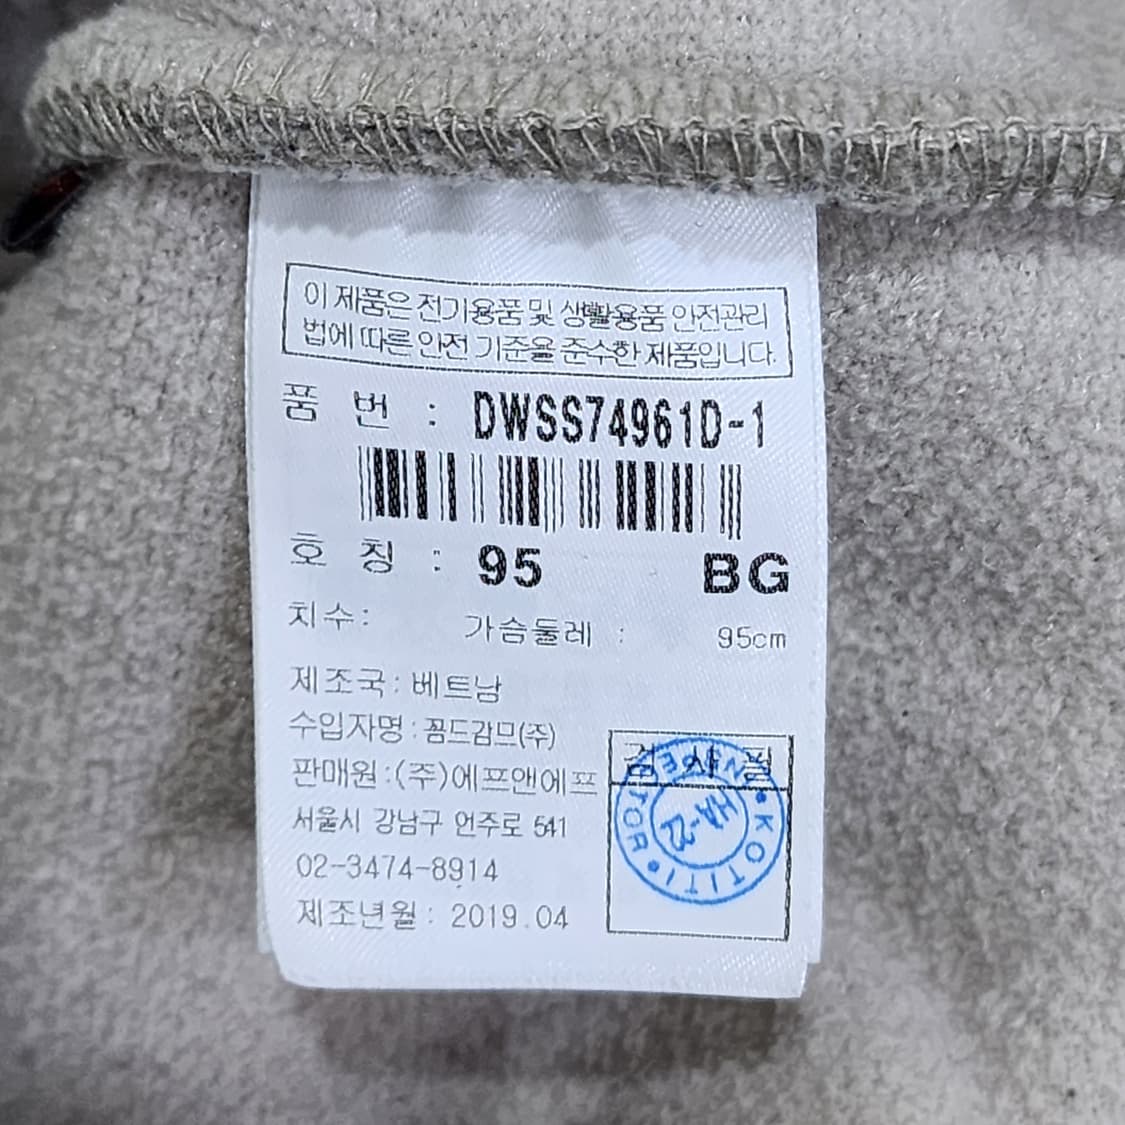 이 제품은 전기용품 및 생활용품 안전관리
법에 따른 안전 기준을 준수한 제품입니다.
품 번 : DWSS74961D-1
호 칭 : 95 BG
치수: 가슴둘레 : 95cm
제조국 : 베트남
수입자명 : 꼼드감므(주)
판매원 : (주)에프앤에프
서울시 강남구 언주로 541
02-3474-8914
제조년월 : 2019.04
검 사 필
KOTITI INSPECTOR